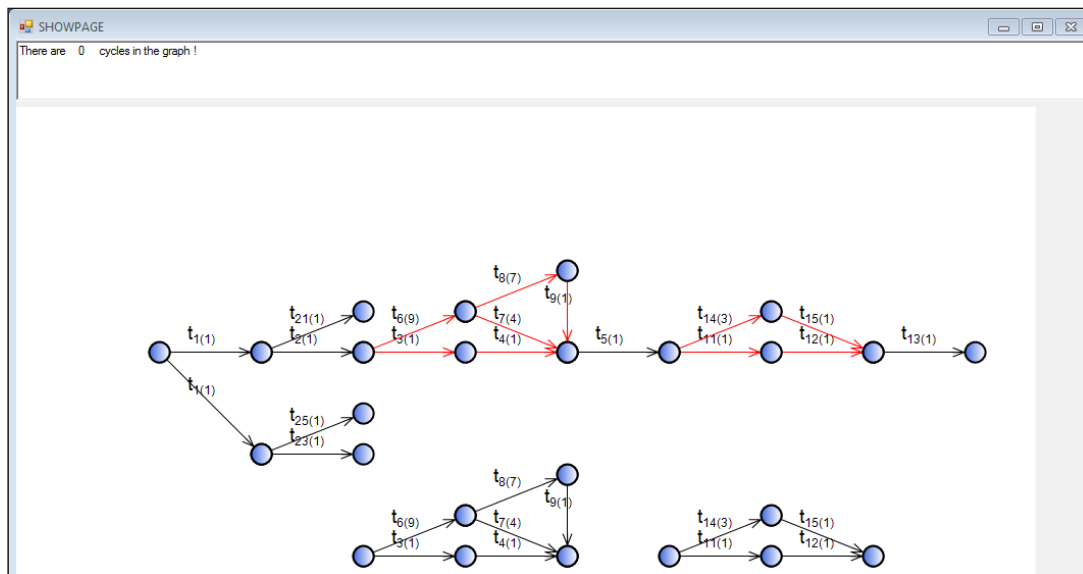 SHOWPAGE
There are 0 cycles in the graph !
t8(7)
t9(1)
t21(1) t6(9) t7(4) t14(3) t15(1)
t1(1) t2(1) t3(1) t4(1) t5(1) t11(1) t12(1) t13(1)
t1(1)
t25(1)
t23(1)
t8(7)
t9(1)
t6(9) t7(4) t14(3) t15(1)
t3(1) t4(1) t11(1) t12(1)